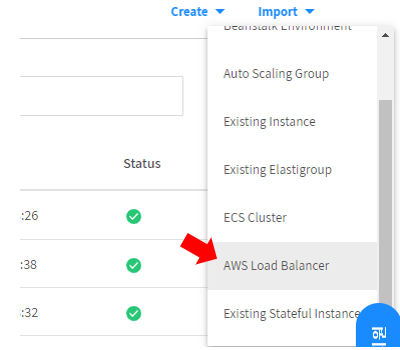 Create Import
Beanstalk Environment
Auto Scaling Group
Existing Instance
Existing Elastigroup
Status
ECS Cluster
:26
AWS Load Balancer
:38
Existing Stateful Instance
:32